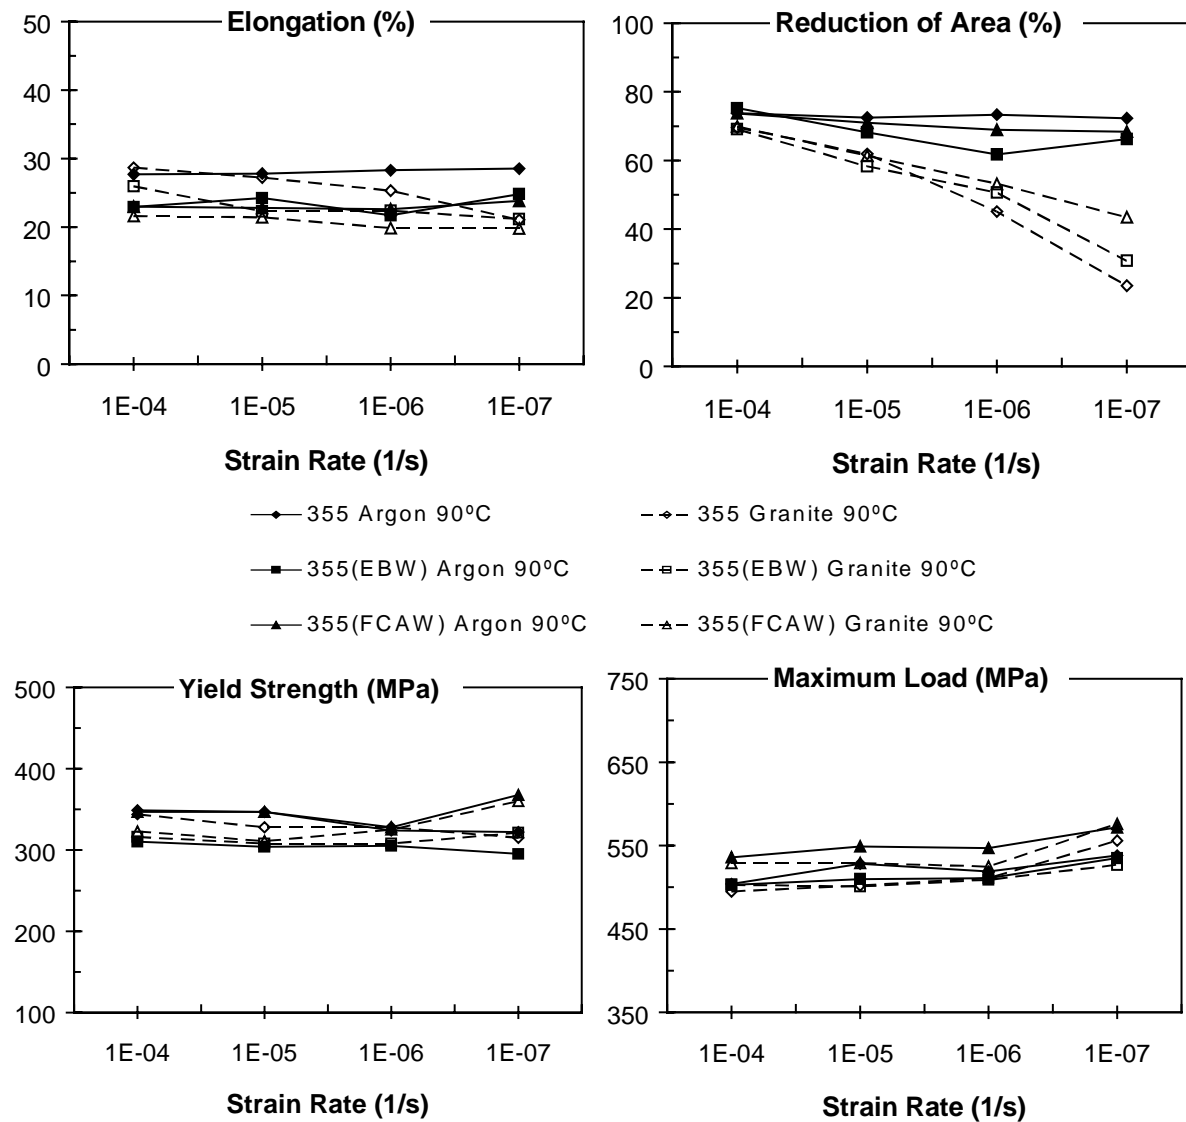 Elongation (%)
50
40
30
20
10
0
1E-04 1E-05 1E-06 1E-07
Strain Rate (1/s)
Reduction of Area (%)
100
80
60
40
20
0
1E-04 1E-05 1E-06 1E-07
Strain Rate (1/s)
355 Argon 90ºC
355 Granite 90ºC
355(EBW) Argon 90ºC
355(EBW) Granite 90ºC
355(FCAW) Argon 90ºC
355(FCAW) Granite 90ºC
Yield Strength (MPa)
500
400
300
200
100
1E-04 1E-05 1E-06 1E-07
Strain Rate (1/s)
Maximum Load (MPa)
750
650
550
450
350
1E-04 1E-05 1E-06 1E-07
Strain Rate (1/s)